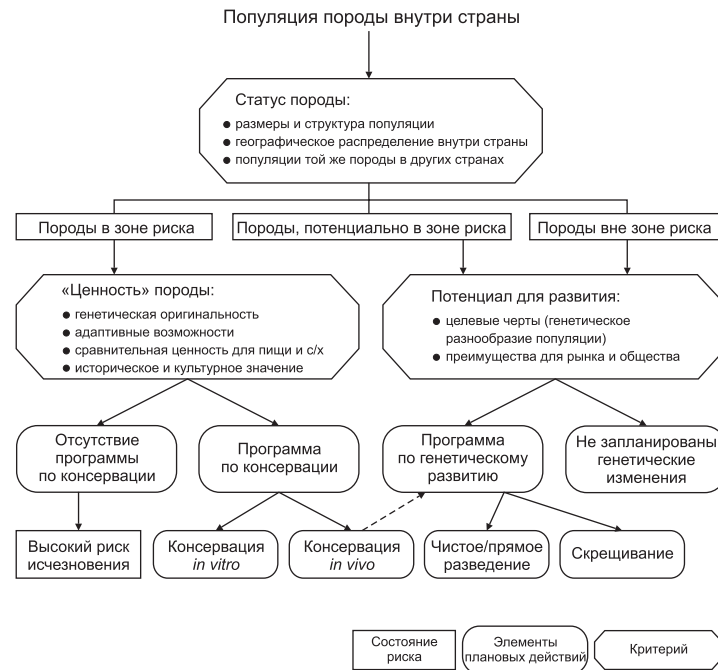 Популяция породы внутри страны
Статус породы:
● размеры и структура популяции
● географическое распределение внутри страны
● популяции той же породы в других странах
Породы в зоне риска
Породы, потенциально в зоне риска
Породы вне зоне риска
«Ценность» породы:
● генетическая оригинальность
● адаптивные возможности
● сравнительная ценность для пищи и с/х
● историческое и культурное значение
Потенциал для развития:
● целевые черты (генетическое
разнообразие популяции)
● преимущества для рынка и общества
Отсутствие
программы
по консервации
Программа
по консервации
Программа
по генетическому
развитию
Не запланированы
генетические
изменения
Высокий риск
исчезновения
Консервация
in vitro
Консервация
in vivo
Чистое/прямое
разведение
Скрещивание
Состояние
риска
Элементы
плановых действий
Критерий